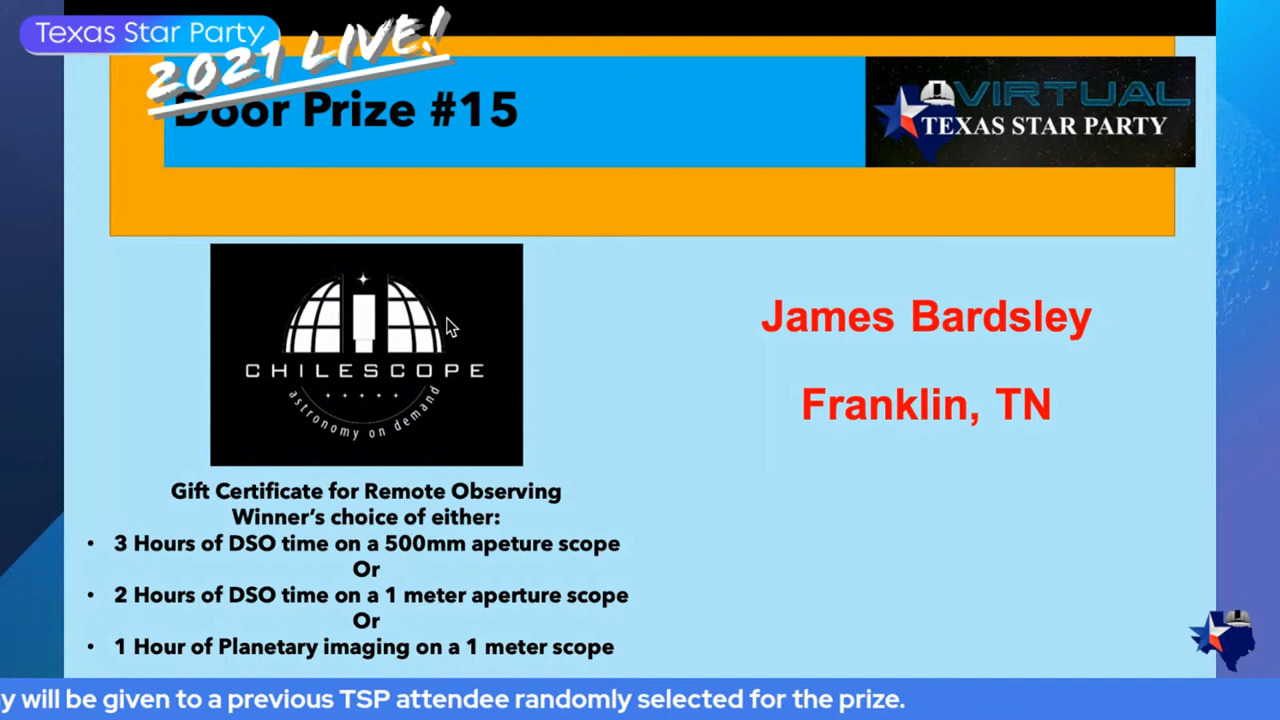 Texas Star Party
2021 LIVE!
Door Prize #15
VIRTUAL
TEXAS STAR PARTY
CHILESCOPE
astronomy on demand
James Bardsley
Franklin, TN
Gift Certificate for Remote Observing
Winner's choice of either:
• 3 Hours of DSO time on a 500mm apeture scope
Or
• 2 Hours of DSO time on a 1 meter aperture scope
Or
• 1 Hour of Planetary imaging on a 1 meter scope
y will be given to a previous TSP attendee randomly selected for the prize.